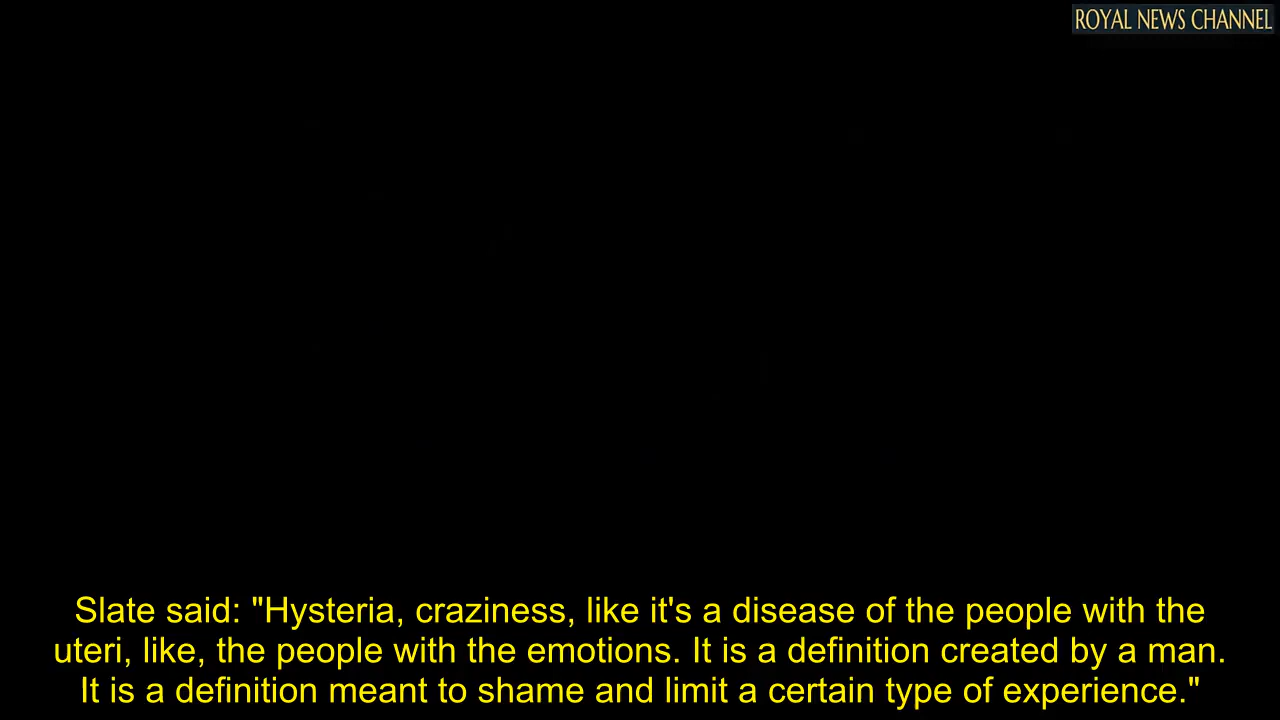 ROYAL NEWS CHANNEL
Slate said: "Hysteria, craziness, like it's a disease of the people with the
uteri, like, the people with the emotions. It is a definition created by a man.
It is a definition meant to shame and limit a certain type of experience."